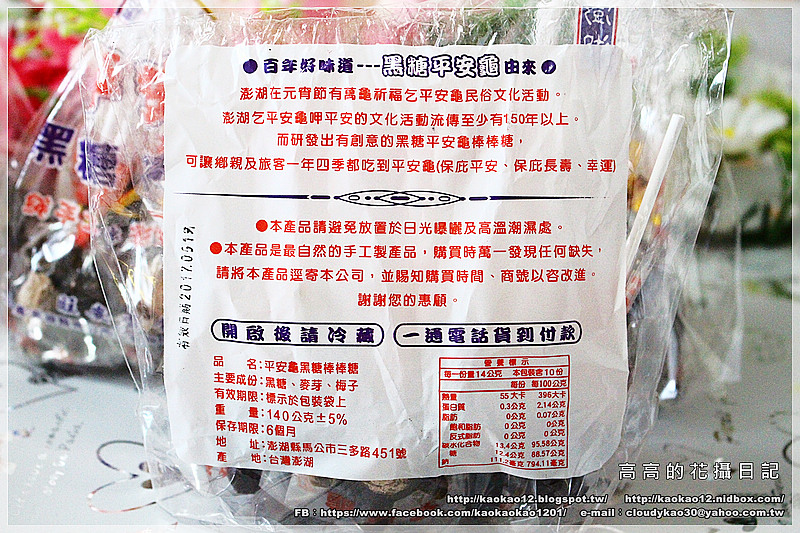 ●百年好味道---黑糖平安龜由來●
澎湖在元宵節有萬龜祈福乞平安龜民俗文化活動。
澎湖乞平安龜呷平安的文化活動流傳至少有150年以上。
而研發出有創意的黑糖平安龜棒棒糖，
可讓鄉親及旅客一年四季都吃到平安龜(保庇平安、保庇長壽、幸運)
●本產品請避免放置於日光曝曬及高溫潮濕處。
●本產品是最自然的手工製產品，購買時萬一發現任何缺失，
請將本產品逕寄本公司，並賜知購買時間、商號以容改進。
謝謝您的惠顧。
開啟後請冷藏
一通電話貨到付款
品名：平安龜黑糖棒棒糖
主要成份：黑糖、麥芽、梅子
有效期限：標示於包裝袋上
重量：140公克±5%
保存期限：6個月
地址：澎湖縣馬公市三多路451號
產地：台灣澎湖
營養標示
每一份量14公克 本包裝含10份
每份 每100公克
熱量 55大卡 396大卡
蛋白質 0.3公克 2.14公克
脂肪 0公克 0.07公克
飽和脂肪 0公克 0公克
反式脂肪 0公克 0公克
碳水化合物 13.4公克 95.58公克
糖 12.4公克 88.57公克
鈉 111.2毫克 794.11毫克
黑糖
高高的花攝日記
http://kaokao12.blogspot.tw/ http://kaokao12.nidbox.com/
FB：https://www.facebook.com/kaokaokao1201/ e-mail：cloudykao30@yahoo.com.tw